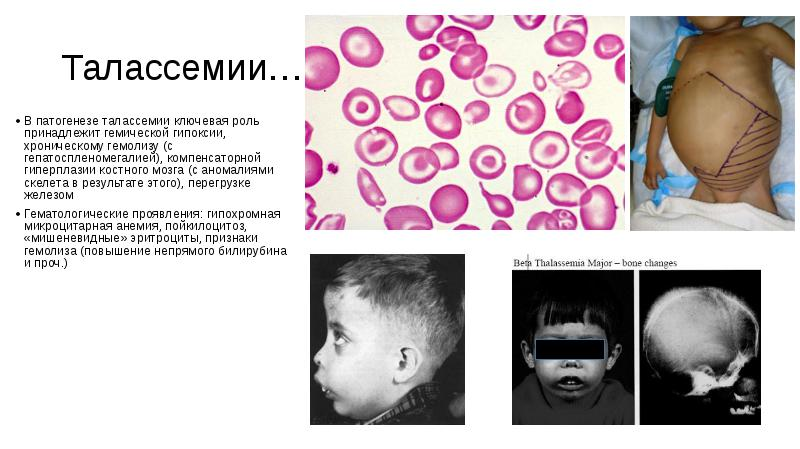 Талассемии…
• В патогенезе талассемии ключевая роль
принадлежит гемической гипоксии,
хроническому гемолизу (с
гепатоспленомегалией), компенсаторной
гиперплазии костного мозга (с аномалиями
скелета в результате этого), перегрузке
железом
• Гематологические проявления: гипохромная
микроцитарная анемия, пойкилоцитоз,
«мишеневидные» эритроциты, признаки
гемолиза (повышение непрямого билирубина
и проч.)
Beta Thalassemia Major – bone changes